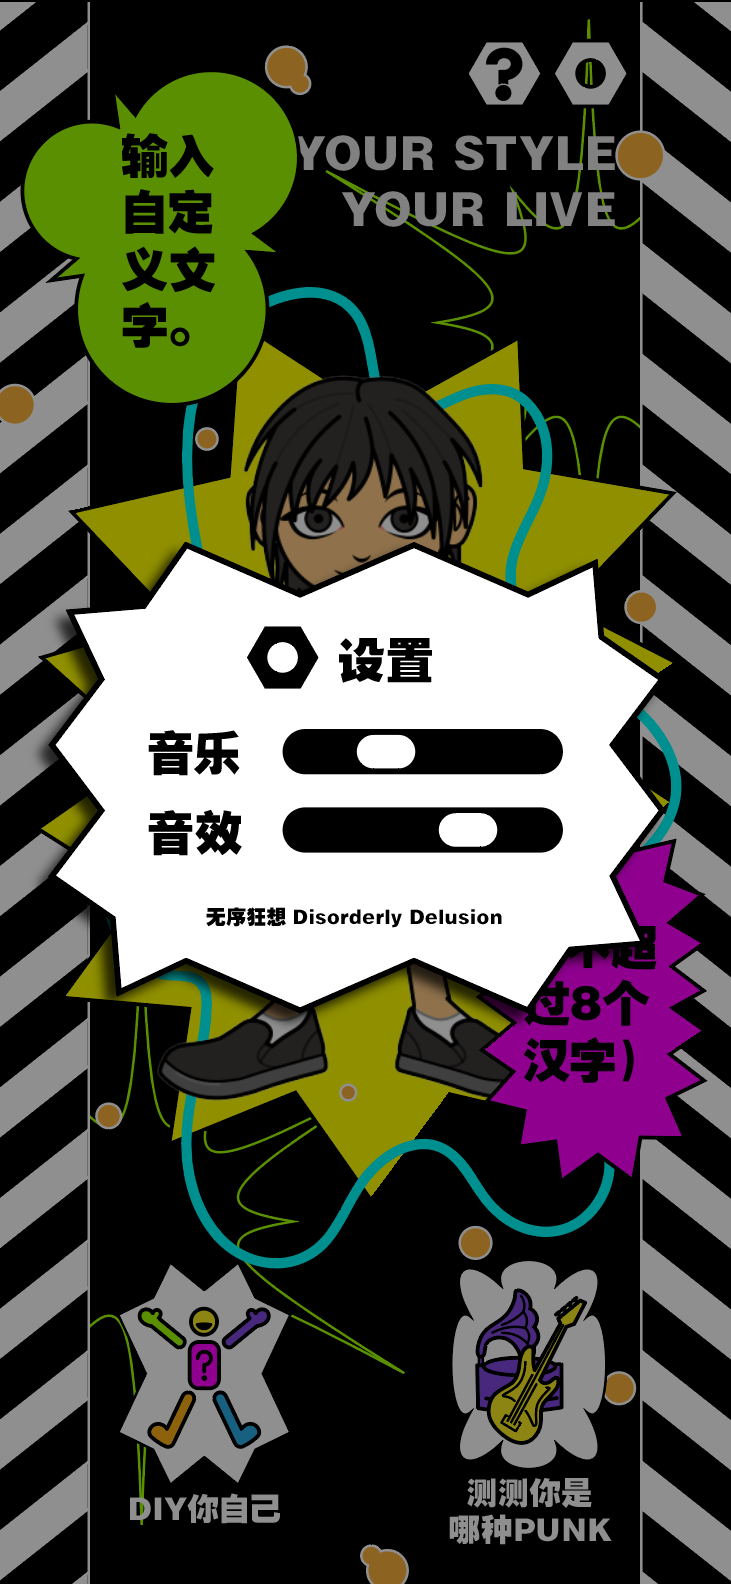 YOUR STYLE
YOUR LIVE
输入
自定
义文
字。
设置
音乐
音效
无序狂想 Disorderly Delusion
不超
过8个
汉字）
DIY你自己
测测你是
哪种PUNK